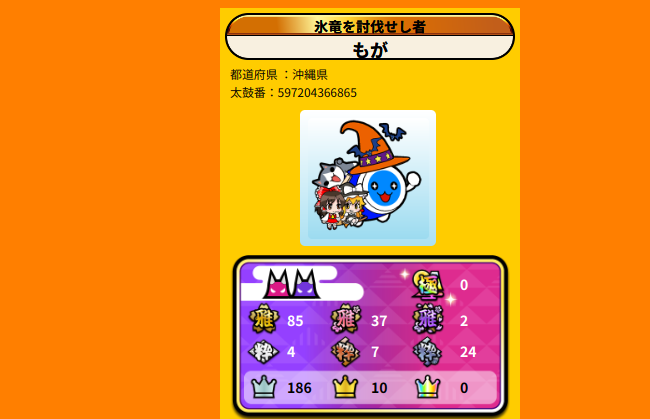 氷竜を討伐せし者
もが
都道府県 ：沖縄県
太鼓番：597204366865
極 0
雅 85 雅 37 雅 2
粋 4 粋 7 粋 24
186 10 0